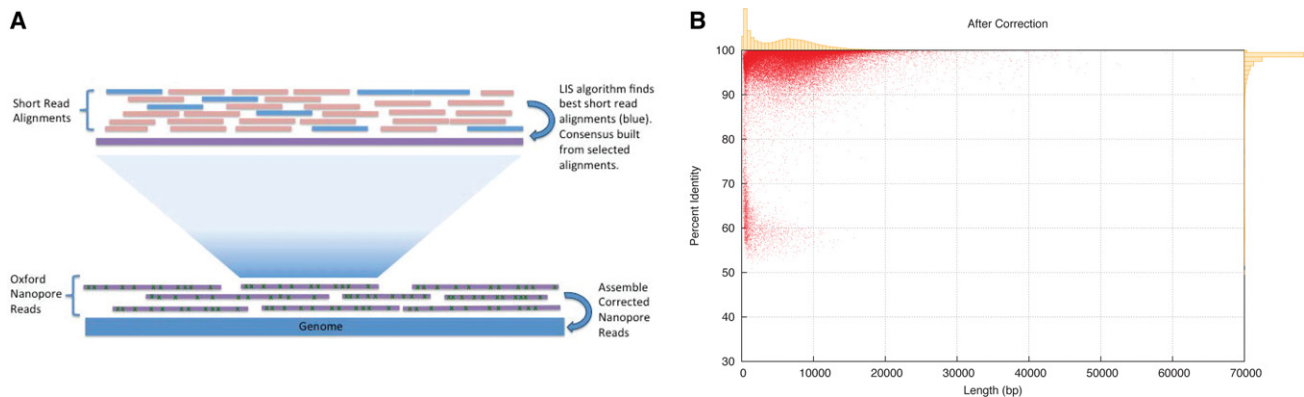 A
Short Read
Alignments
LIS algorithm finds
best short read
alignments (blue).
Consensus built
from selected
alignments.
Oxford
Nanopore
Reads
Genome
Assemble
Corrected
Nanopore
Reads
B
After Correction
Percent Identity
100
90
80
70
60
50
40
30
0
10000
20000
30000
40000
50000
60000
70000
Length (bp)